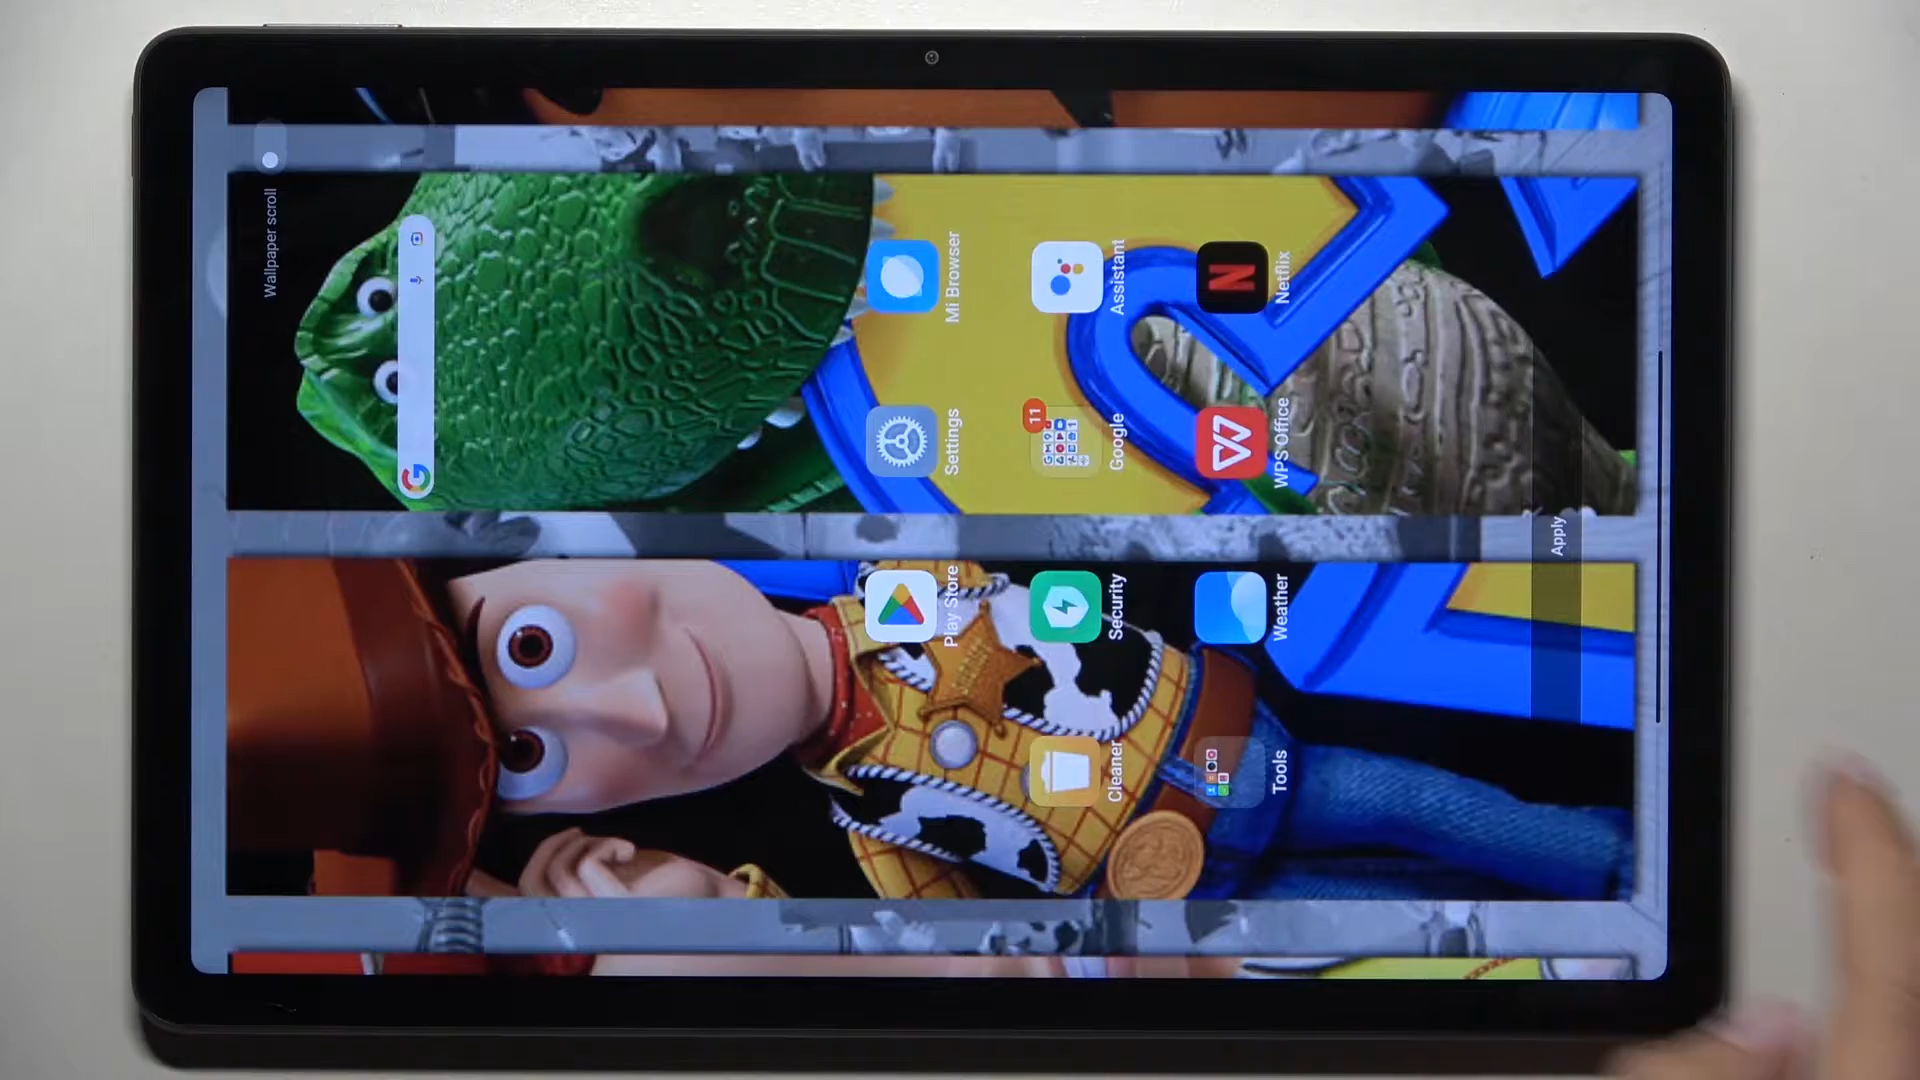 Wallpaper scroll
Play Store
Settings
Mi Browser
Cleaner
Security
11
Google
Assistant
Tools
Weather
W
WPS Office
N
Netflix
Apply